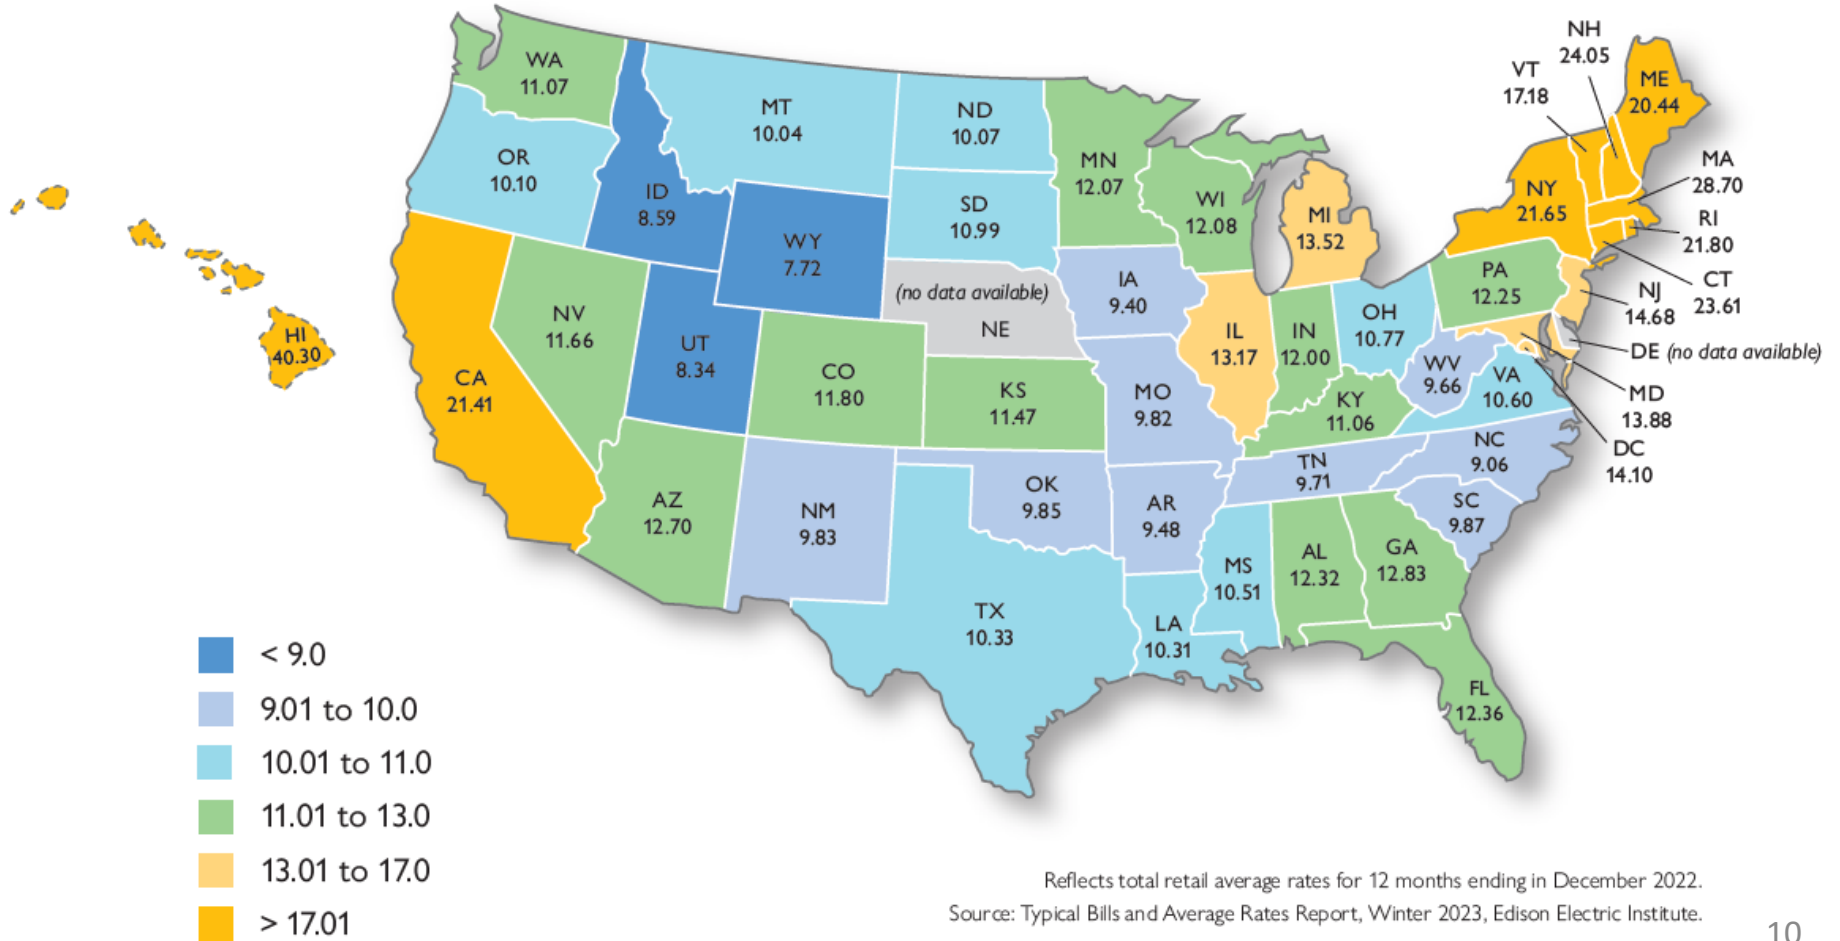 NH
24.05
VT
17.18
ME
20.44
WA
11.07
MT
10.04
ND
10.07
MN
12.07
OR
10.10
ID
8.59
SD
10.99
WI
12.08
MI
13.52
NY
21.65
MA
28.70
RI
21.80
CT
23.61
WY
7.72
(no data available)
NE
IA
9.40
PA
12.25
NJ
14.68
DE (no data available)
MD
13.88
DC
14.10
HI
40.30
CA
21.41
NV
11.66
UT
8.34
CO
11.80
KS
11.47
MO
9.82
IL
13.17
IN
12.00
OH
10.77
WV
9.66
VA
10.60
KY
11.06
NC
9.06
TN
9.71
SC
9.87
AZ
12.70
NM
9.83
OK
9.85
AR
9.48
MS
10.51
AL
12.32
GA
12.83
TX
10.33
LA
10.31
FL
12.36
< 9.0
9.01 to 10.0
10.01 to 11.0
11.01 to 13.0
13.01 to 17.0
> 17.01
Reflects total retail average rates for 12 months ending in December 2022.
Source: Typical Bills and Average Rates Report, Winter 2023, Edison Electric Institute.
10